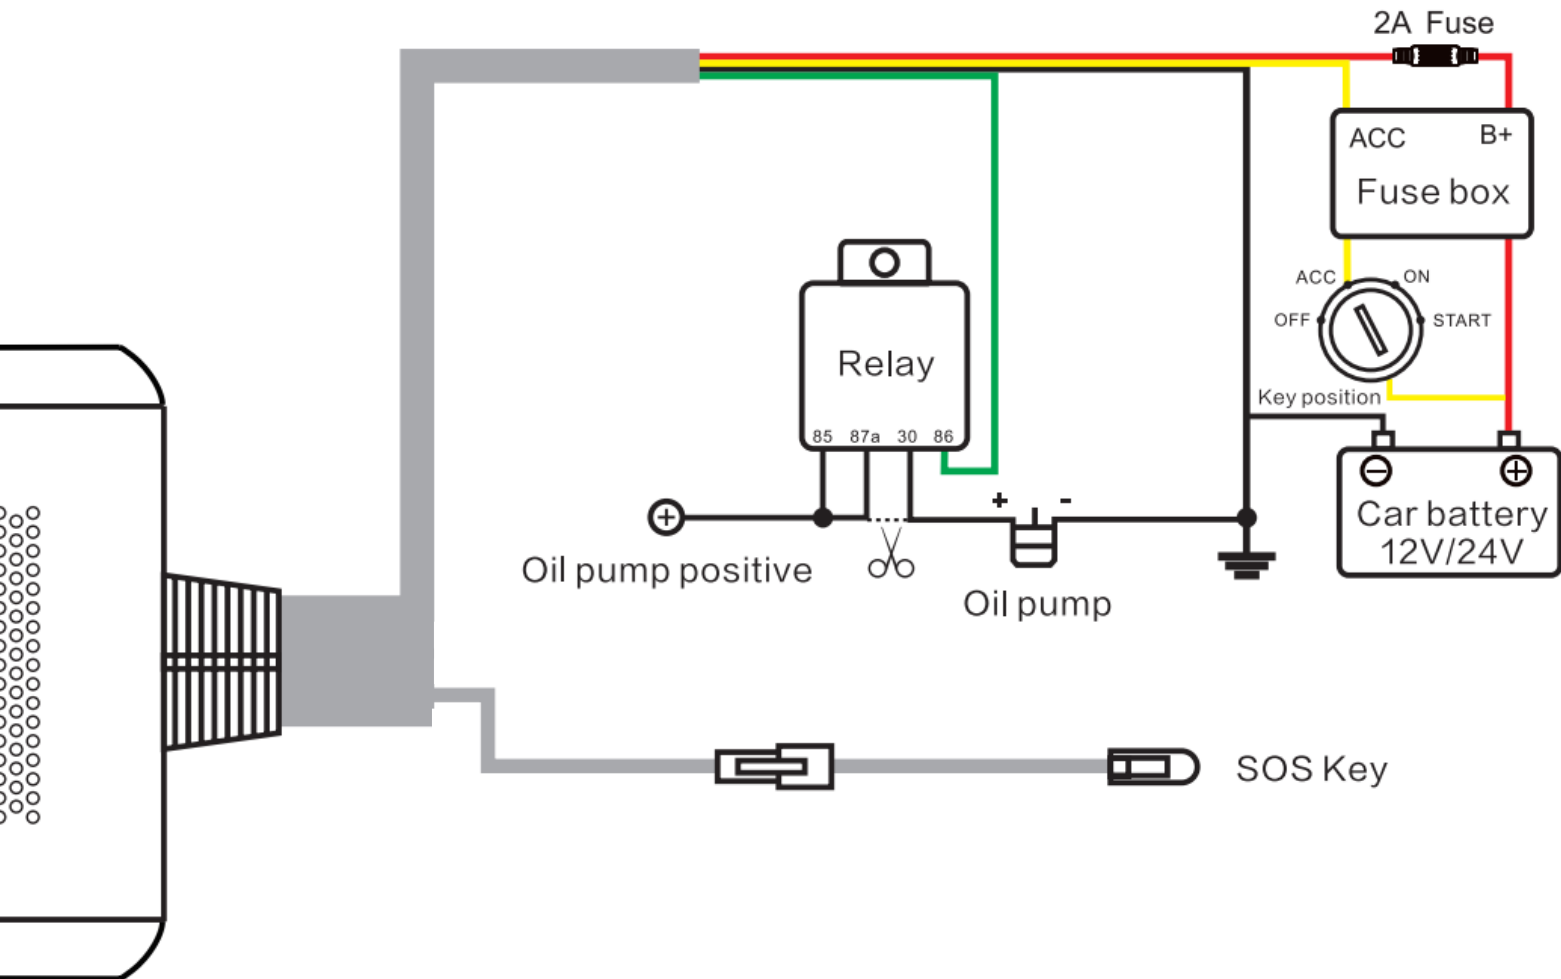 2A Fuse
ACC B+
Fuse box
ACC ON
OFF START
Key position
Relay
85 87a 30 86
+ -
Car battery
12V/24V
Oil pump positive
Oil pump
SOS Key